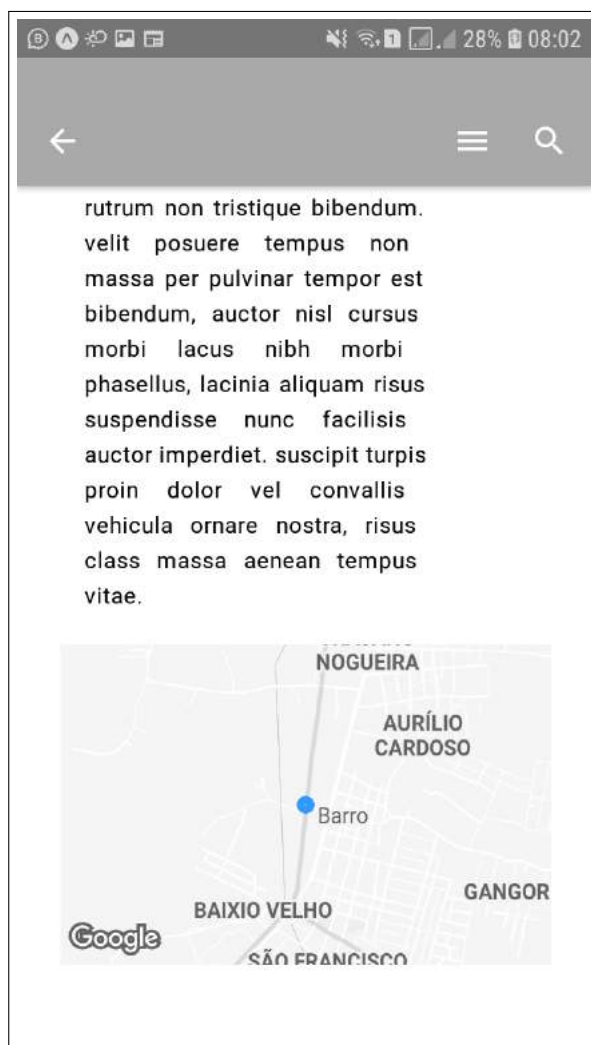 28% 08:02
rutrum non tristique bibendum.
velit posuere tempus non
massa per pulvinar tempor est
bibendum, auctor nisl cursus
morbi lacus nibh morbi
phasellus, lacinia aliquam risus
suspendisse nunc facilisis
auctor imperdiet. suscipit turpis
proin dolor vel convallis
vehicula ornare nostra, risus
class massa aenean tempus
vitae.
NOGUEIRA
AURÍLIO
CARDOSO
Barro
GANGOR
BAIXIO VELHO
Google
SÃO FRANCISCO